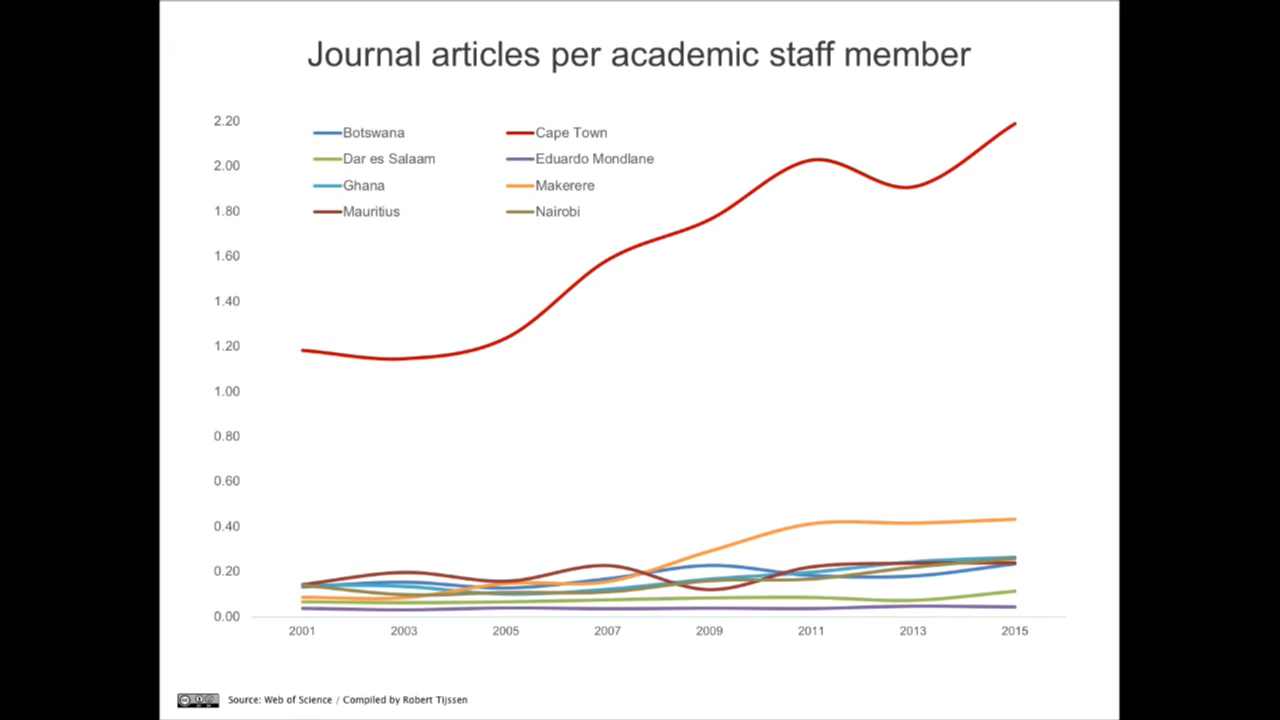 Journal articles per academic staff member
2.20
Botswana Cape Town
Dar es Salaam Eduardo Mondlane
2.00
Ghana Makerere
1.80
Mauritius Nairobi
1.60
1.40
1.20
1.00
0.80
0.60
0.40
0.20
0.00
2001 2003 2005 2007 2009 2011 2013 2015
Source: Web of Science / Compiled by Robert Tijssen